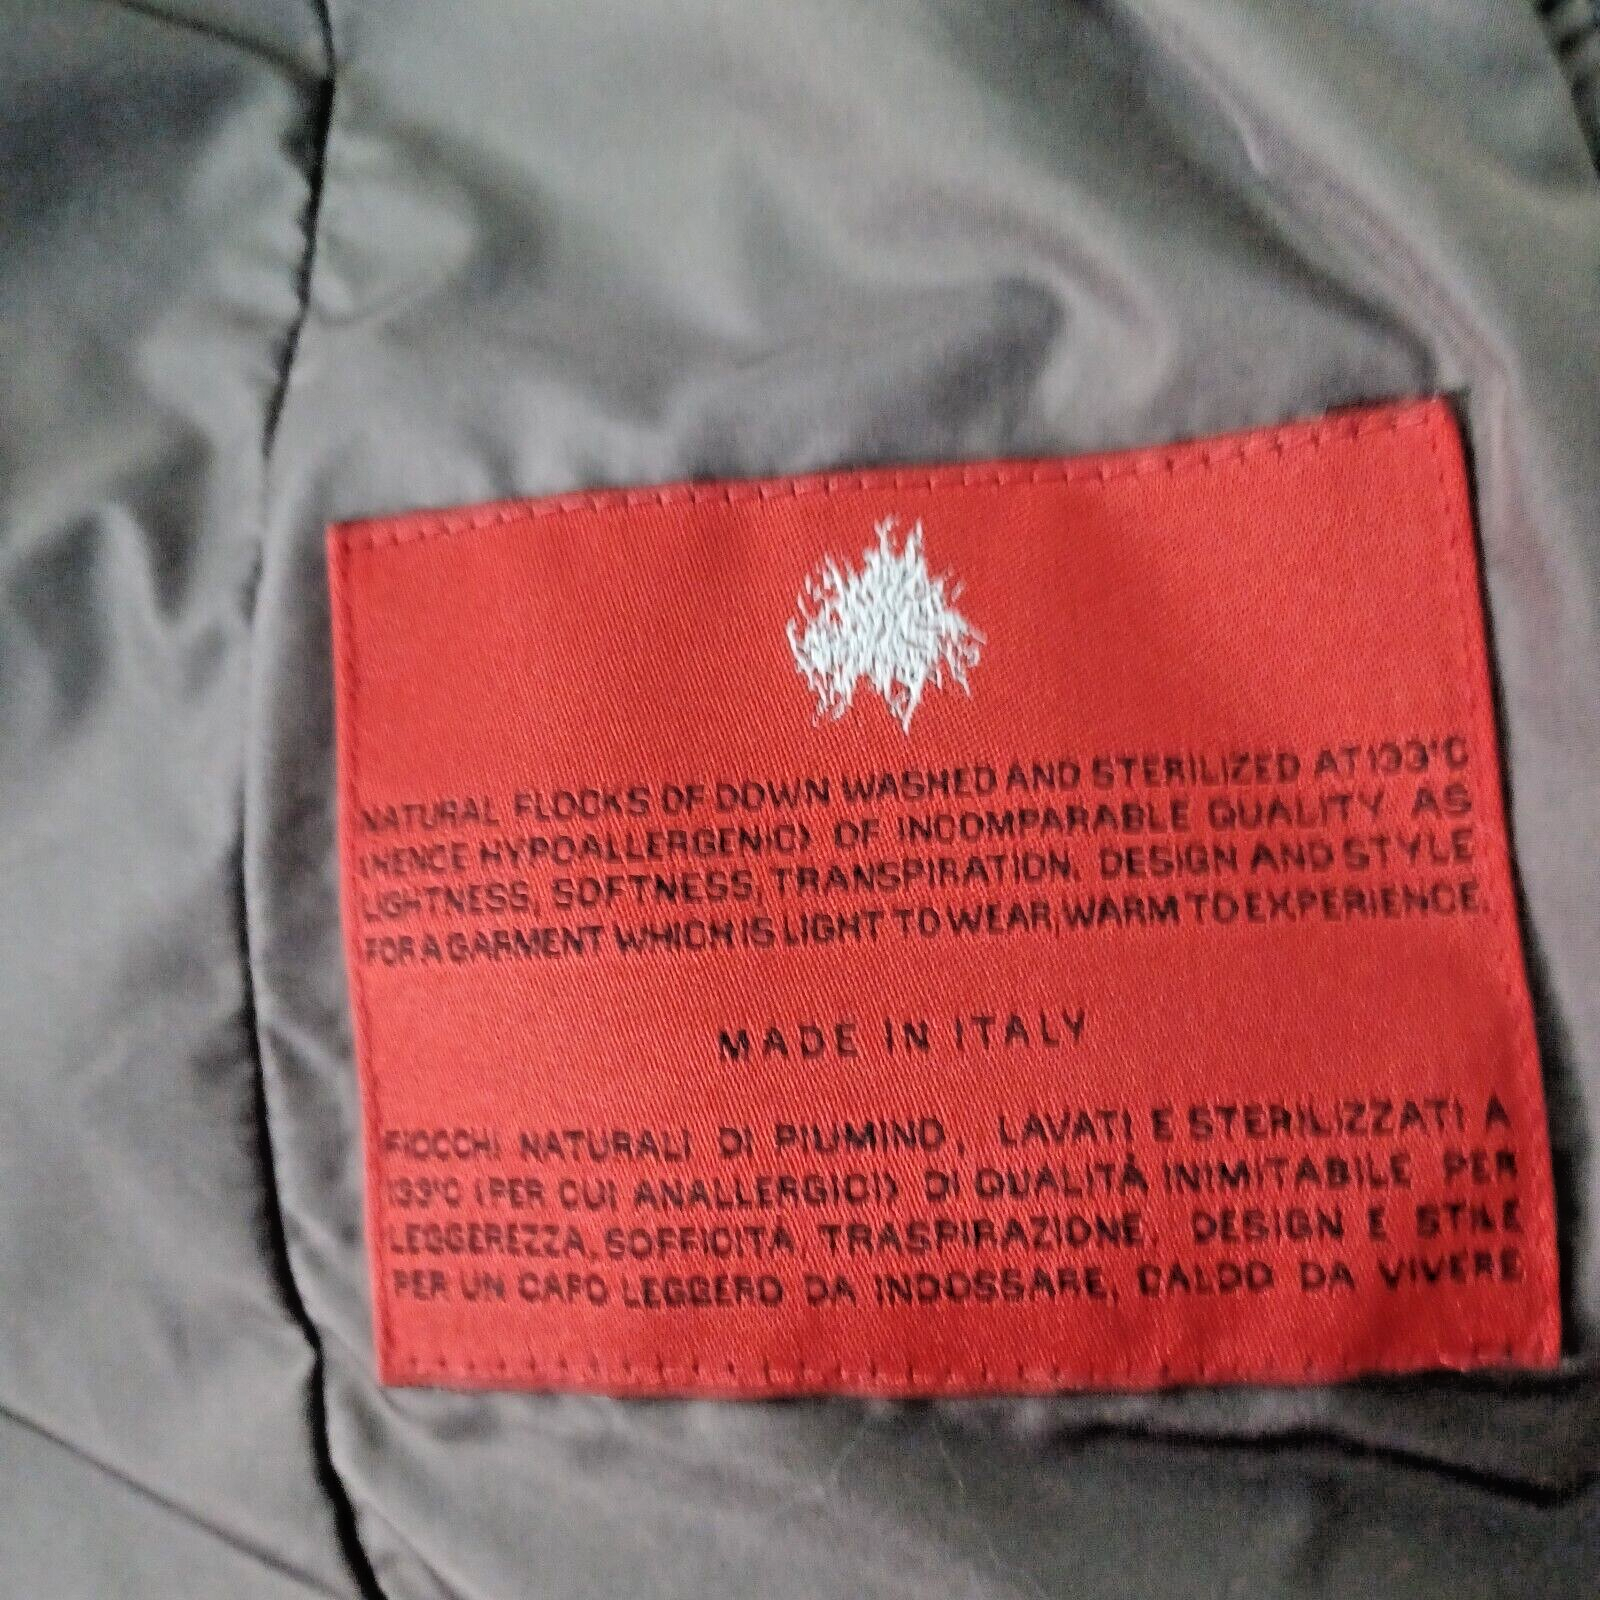 NATURAL FLOCKS OF DOWN WASHED AND STERILIZED AT 133°C
(HENCE HYPOALLERGENIC) OF INCOMPARABLE QUALITY AS
LIGHTNESS, SOFTNESS, TRANSPIRATION, DESIGN AND STYLE
FOR A GARMENT WHICH IS LIGHT TO WEAR, WARM TO EXPERIENCE.
MADE IN ITALY
FIOCCHI NATURALI DI PIUMINO, LAVATI E STERILIZZATI A
133°C (PER CUI ANALLERGICI) DI QUALITÀ INIMITABILE PER
LEGGEREZZA, SOFFICITÀ, TRASPIRAZIONE, DESIGN E STILE
PER UN CAPO LEGGERO DA INDOSSARE, CALDO DA VIVERE